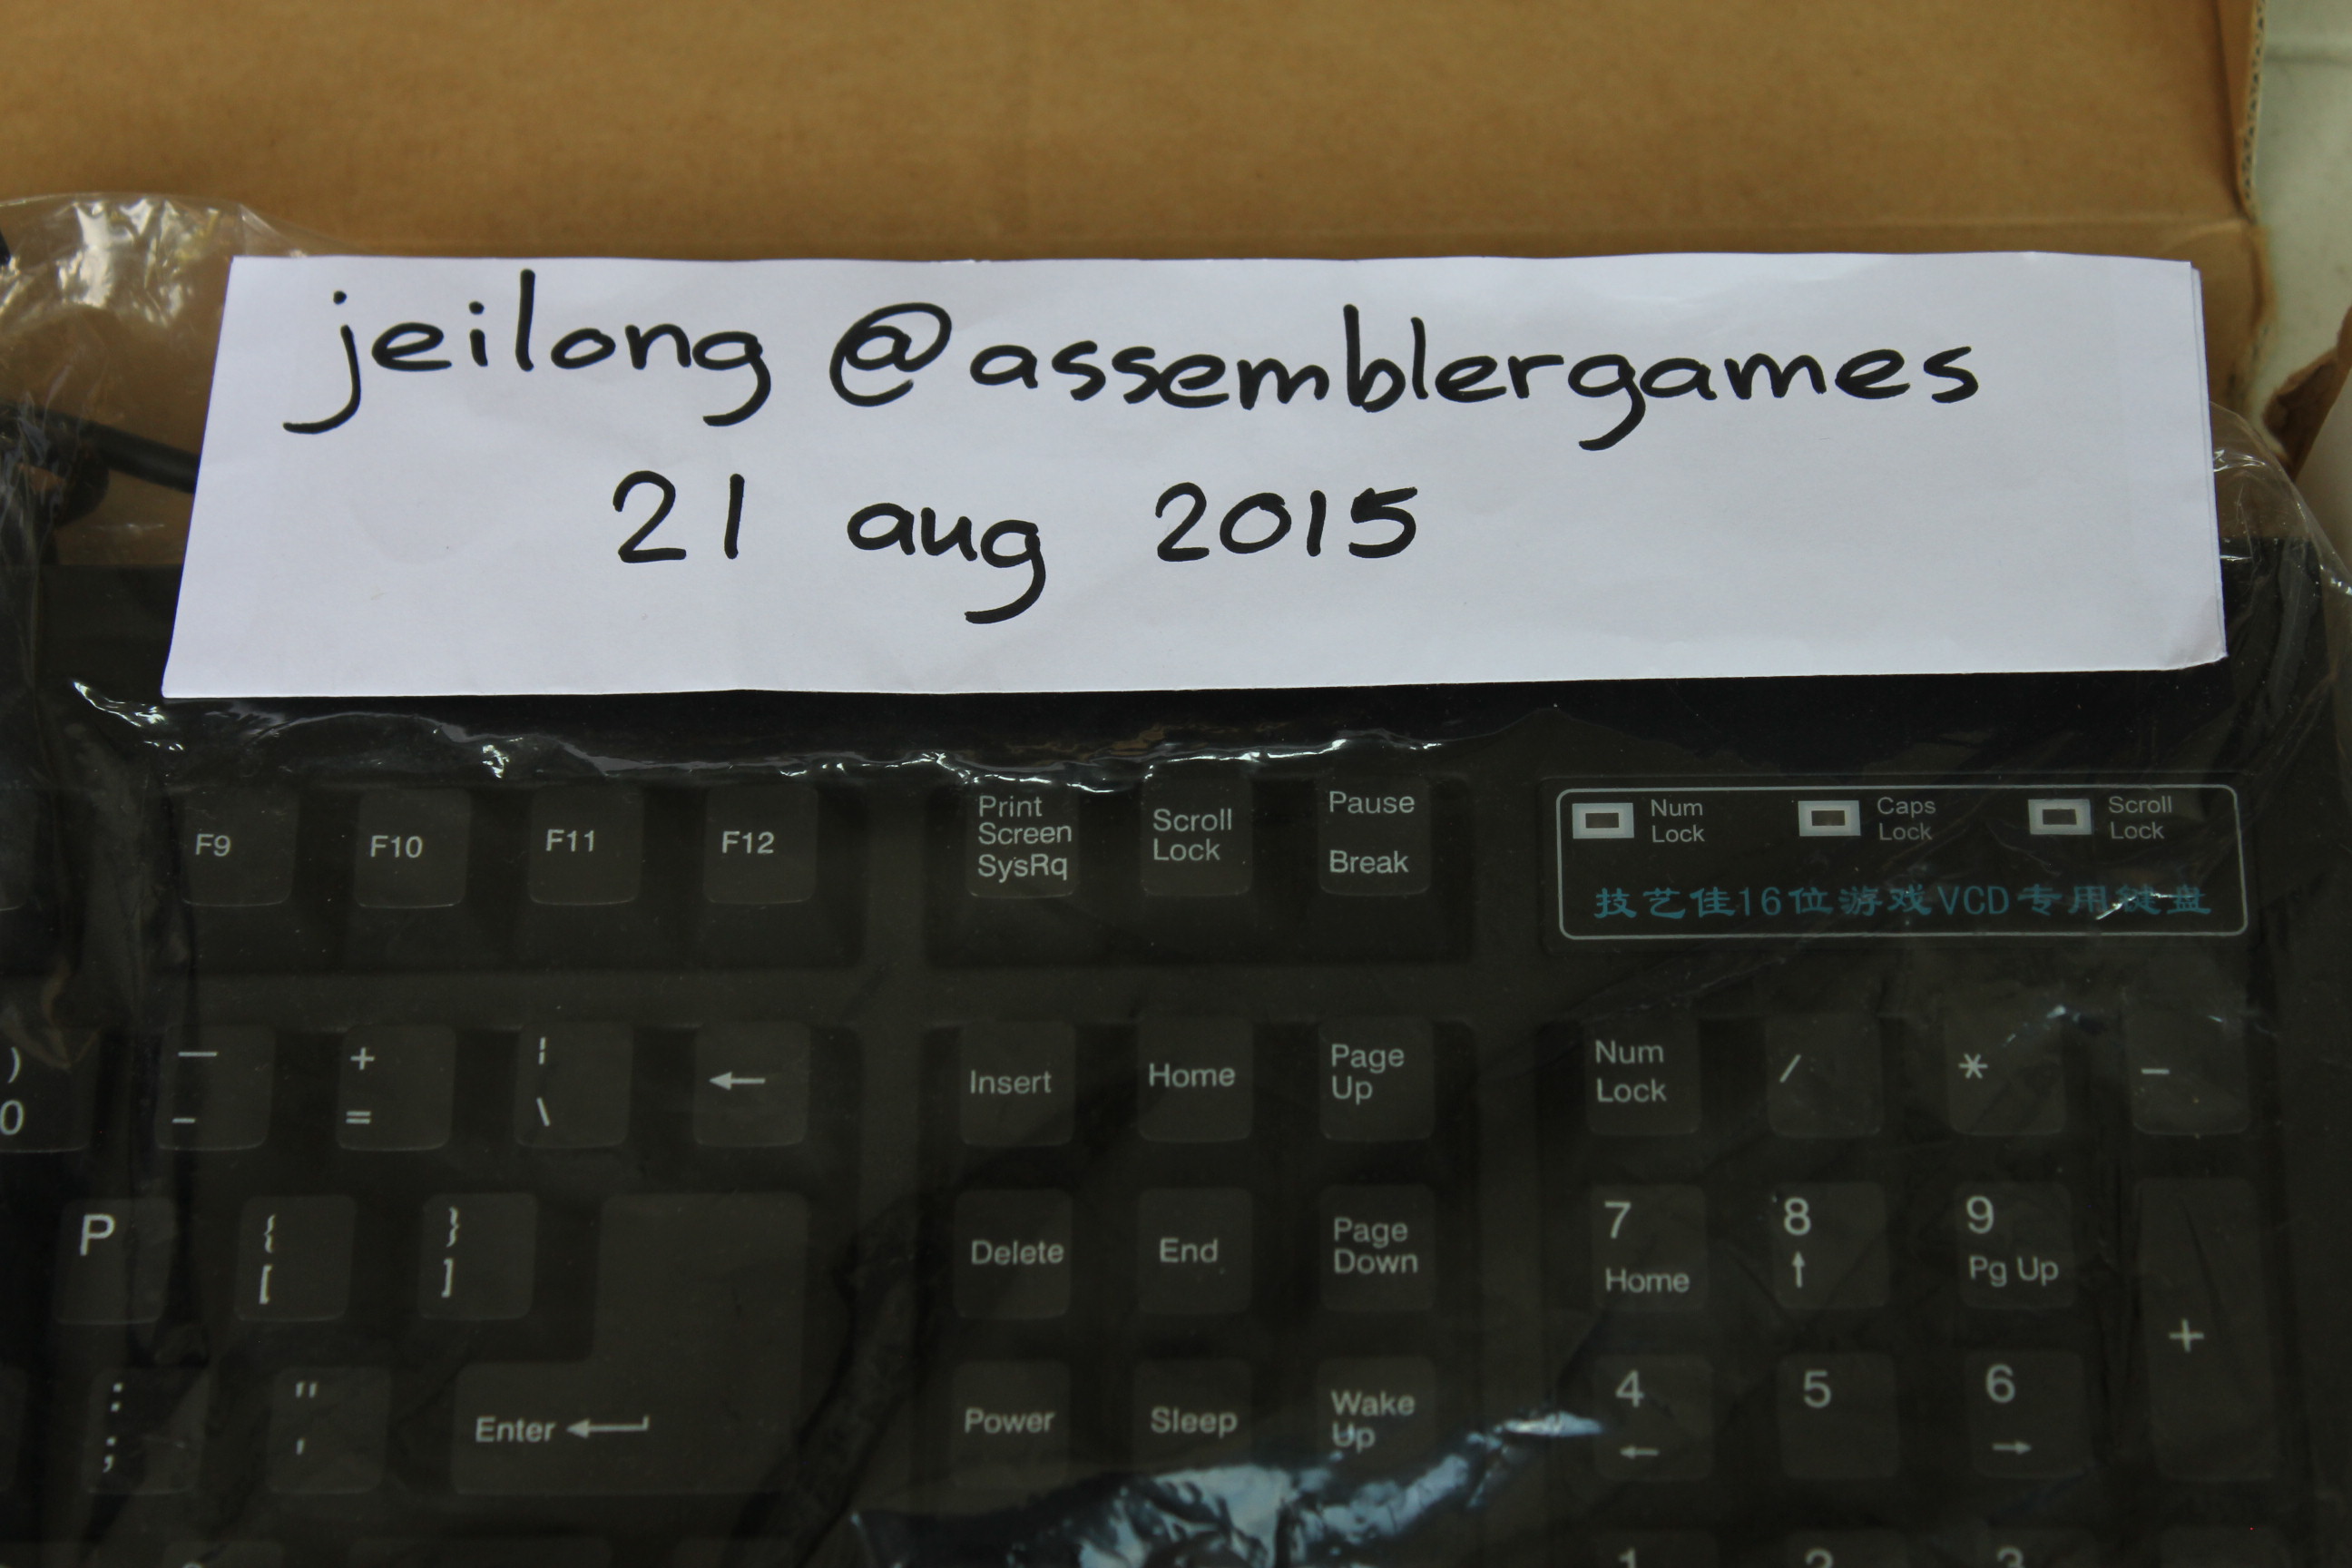 jeilong @assemblergames
21 aug 2015
F9 F10 F11 F12
Print Screen SysRq
Scroll Lock
Pause Break
Num Lock
Caps Lock
Scroll Lock
技艺佳16位游戏VCD专用键盘
) 0
— -
+ =
¦ \
←
Insert
Home
Page Up
Num Lock
/
*
-
P
{ [
} ]
Delete
End
Page Down
7 Home
8 ↑
9 Pg Up
+
: ;
" '
Enter
Power
Sleep
Wake Up
4 ←
5
6 →
1 2 3